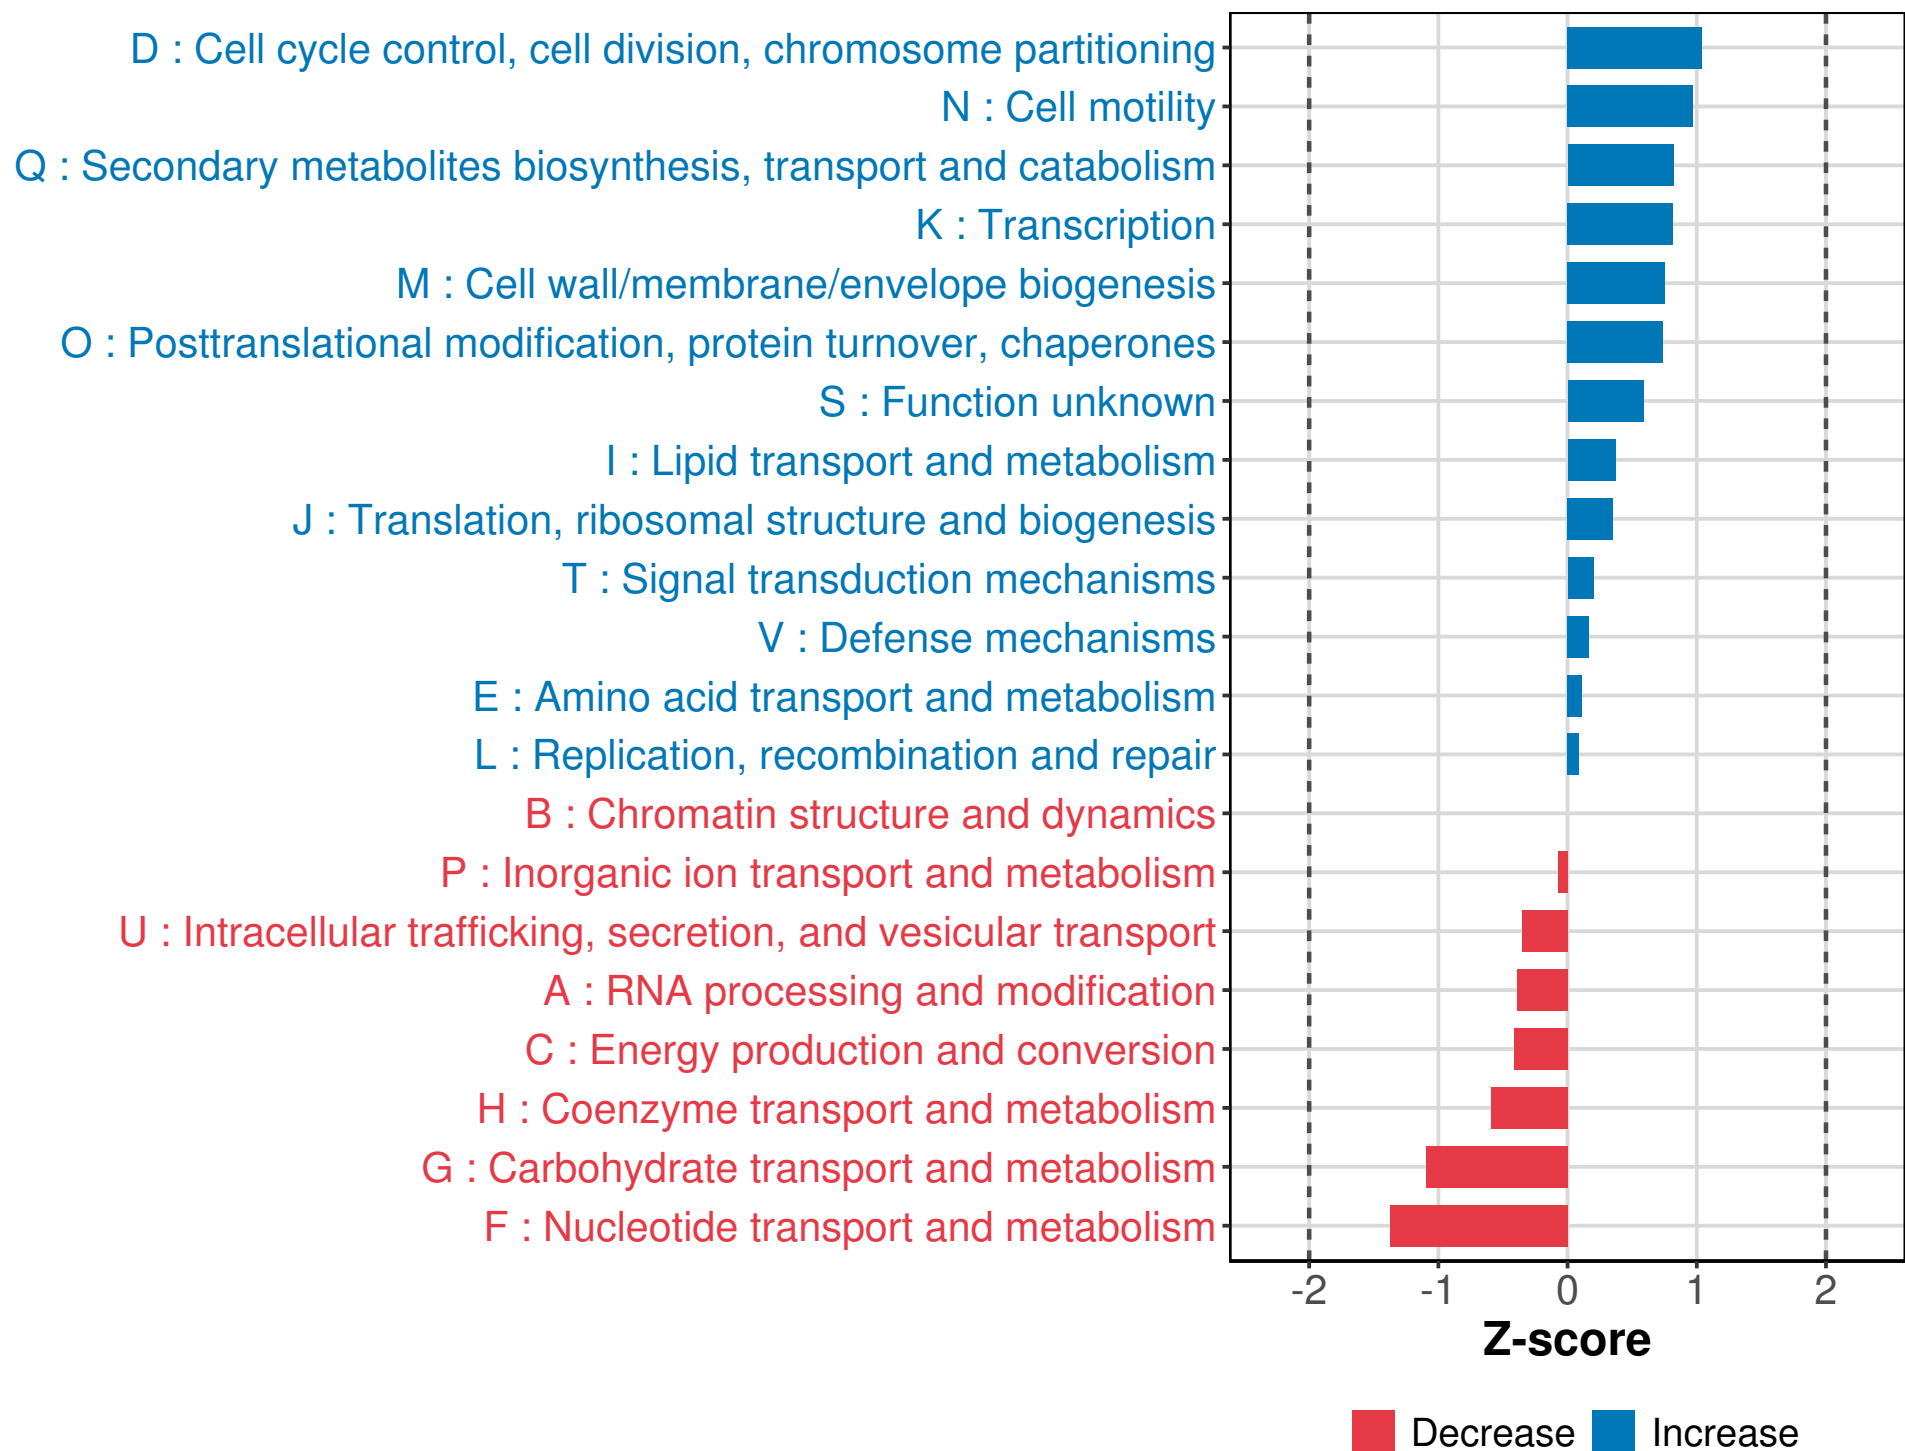 D : Cell cycle control, cell division, chromosome partitioning
N : Cell motility
Q : Secondary metabolites biosynthesis, transport and catabolism
K : Transcription
M : Cell wall/membrane/envelope biogenesis
O : Posttranslational modification, protein turnover, chaperones
S : Function unknown
I : Lipid transport and metabolism
J : Translation, ribosomal structure and biogenesis
T : Signal transduction mechanisms
V : Defense mechanisms
E : Amino acid transport and metabolism
L : Replication, recombination and repair
B : Chromatin structure and dynamics
P : Inorganic ion transport and metabolism
U : Intracellular trafficking, secretion, and vesicular transport
A : RNA processing and modification
C : Energy production and conversion
H : Coenzyme transport and metabolism
G : Carbohydrate transport and metabolism
F : Nucleotide transport and metabolism
-2 -1 0 1 2
Z-score
Decrease Increase